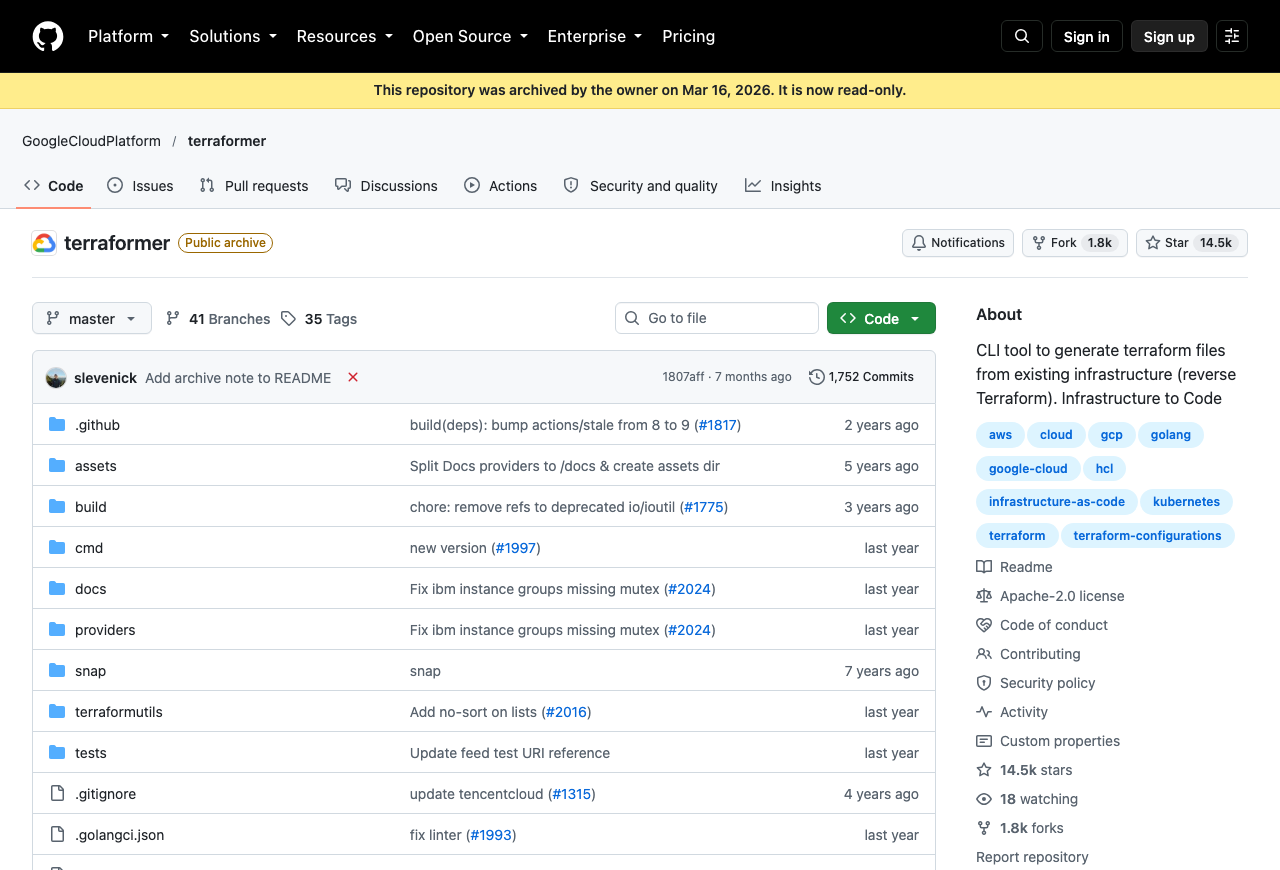 Platform Solutions Resources Open Source Enterprise Pricing Sign in Sign up
This repository was archived by the owner on Mar 16, 2026. It is now read-only.
GoogleCloudPlatform / terraformer
Code Issues Pull requests Discussions Actions Security and quality Insights
terraformer Public archive Notifications Fork 1.8k Star 14.5k
master 41 Branches 35 Tags Go to file Code
slevenick Add archive note to README 1807aff · 7 months ago 1,752 Commits
.github build(deps): bump actions/stale from 8 to 9 (#1817) 2 years ago
assets Split Docs providers to /docs & create assets dir 5 years ago
build chore: remove refs to deprecated io/ioutil (#1775) 3 years ago
cmd new version (#1997) last year
docs Fix ibm instance groups missing mutex (#2024) last year
providers Fix ibm instance groups missing mutex (#2024) last year
snap snap 7 years ago
terraformutils Add no-sort on lists (#2016) last year
tests Update feed test URI reference last year
.gitignore update tencentcloud (#1315) 4 years ago
.golangci.json fix linter (#1993) last year
About
CLI tool to generate terraform files
from existing infrastructure (reverse
Terraform). Infrastructure to Code
aws cloud gcp golang
google-cloud hcl
infrastructure-as-code kubernetes
terraform terraform-configurations
Readme
Apache-2.0 license
Code of conduct
Contributing
Security policy
Activity
Custom properties
14.5k stars
18 watching
1.8k forks
Report repository